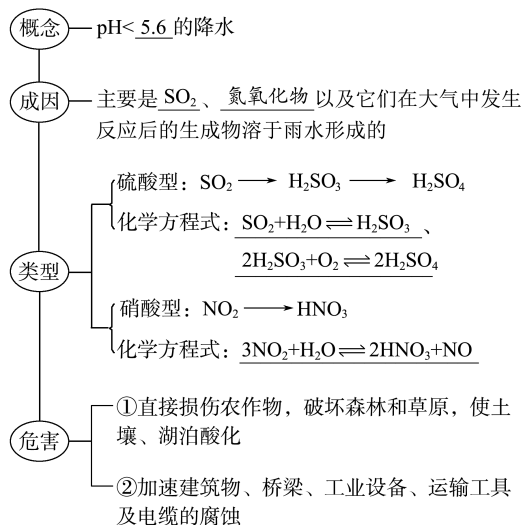 概念 pH< 5.6 的降水
成因 主要是 SO₂ 、 氮氧化物 以及它们在大气中发生
反应后的生成物溶于雨水形成的
类型
硫酸型：SO₂ ⟶ H₂SO₃ ⟶ H₂SO₄
化学方程式： SO₂+H₂O⇌H₂SO₃ 、
2H₂SO₃+O₂⇌2H₂SO₄
硝酸型：NO₂⟶HNO₃
化学方程式： 3NO₂+H₂O⇌2HNO₃+NO
危害
①直接损伤农作物，破坏森林和草原，使土
壤、湖泊酸化
②加速建筑物、桥梁、工业设备、运输工具
及电缆的腐蚀